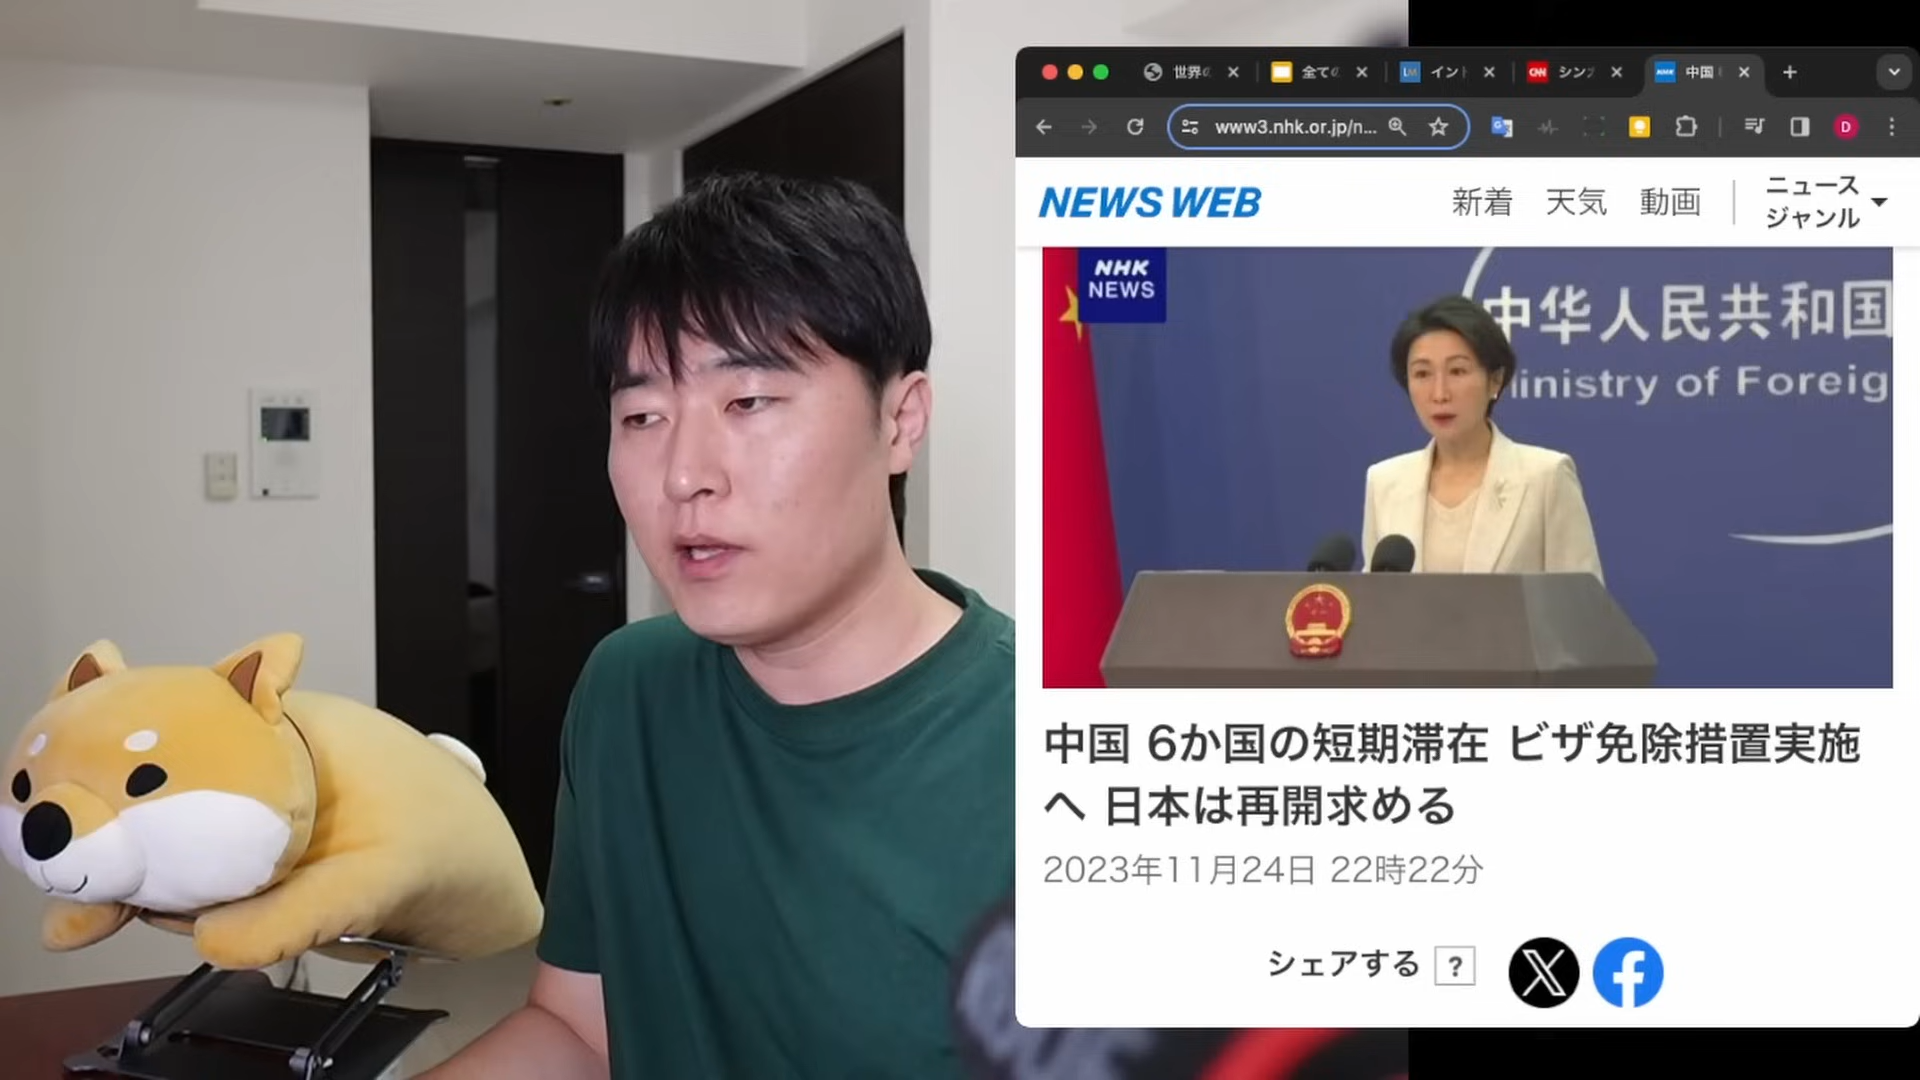 世界
全て
イン
CNN シン
NHK 中国
www3.nhk.or.jp/n...
D
NEWS WEB
新着 天気 動画 ニュース
ジャンル
NHK
NEWS
中华人民共和国
inistry of Foreig
中国 6か国の短期滞在 ビザ免除措置実施
へ 日本は再開求める
2023年11月24日 22時22分
シェアする ?